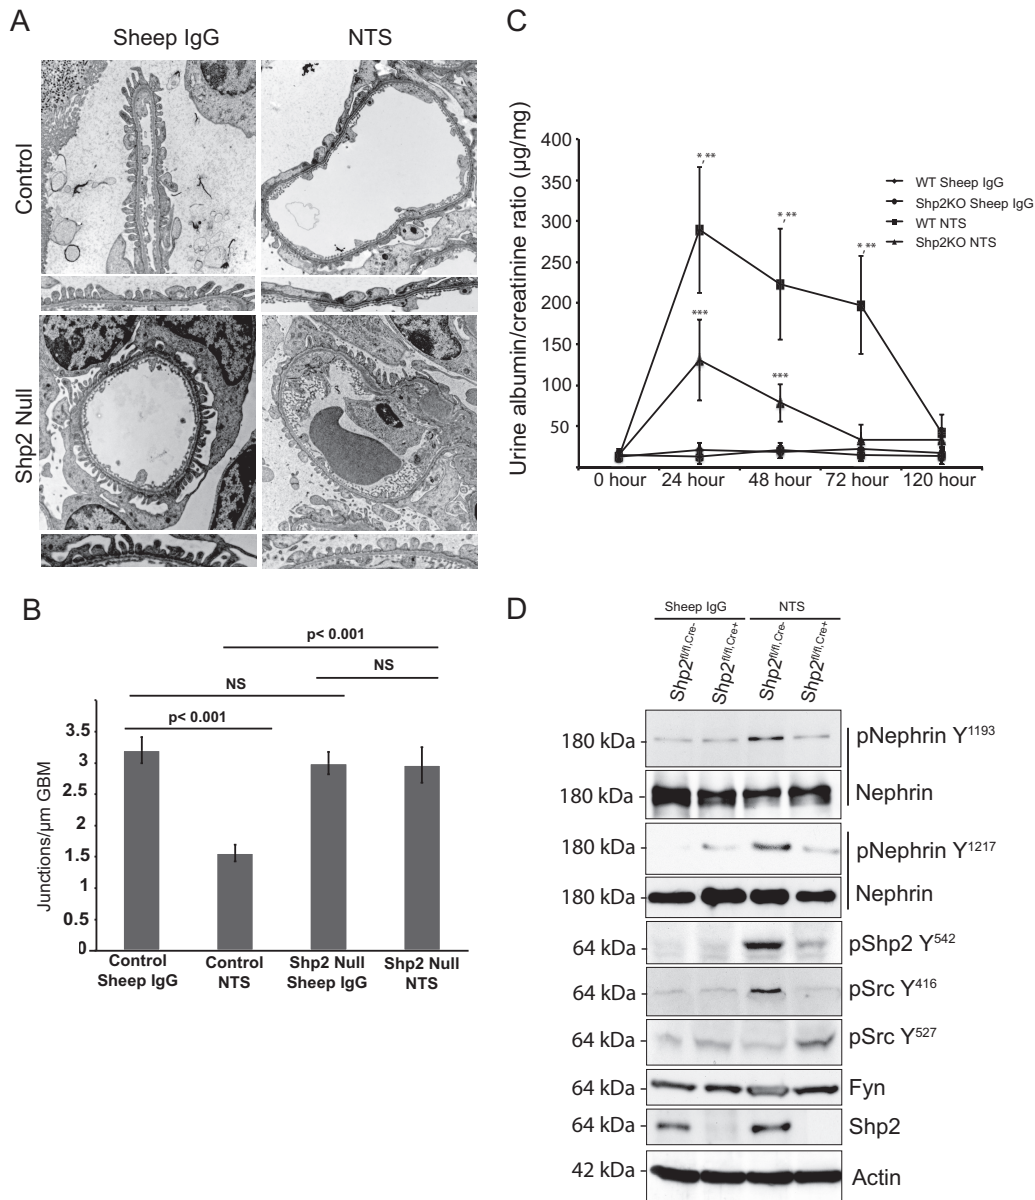 A
Sheep IgG
NTS
Control
Shp2 Null
B
p< 0.001
NS
NS
p< 0.001
Junctions/µm GBM
3.5
3
2.5
2
1.5
1
0.5
0
Control
Sheep IgG
Control
NTS
Shp2 Null
Sheep IgG
Shp2 Null
NTS
C
Urine albumin/creatinine ratio (µg/mg)
400
350
300
250
200
150
100
50
*,**
*,**
*,**
***
***
0 hour
24 hour
48 hour
72 hour
120 hour
WT Sheep IgG
Shp2KO Sheep IgG
WT NTS
Shp2KO NTS
D
Sheep IgG
NTS
Shp2fl/fl,Cre-
Shp2fl/fl,Cre+
Shp2fl/fl,Cre-
Shp2fl/fl,Cre+
180 kDa pNephrin Y1193
180 kDa Nephrin
180 kDa pNephrin Y1217
180 kDa Nephrin
64 kDa pShp2 Y542
64 kDa pSrc Y416
64 kDa pSrc Y527
64 kDa Fyn
64 kDa Shp2
42 kDa Actin